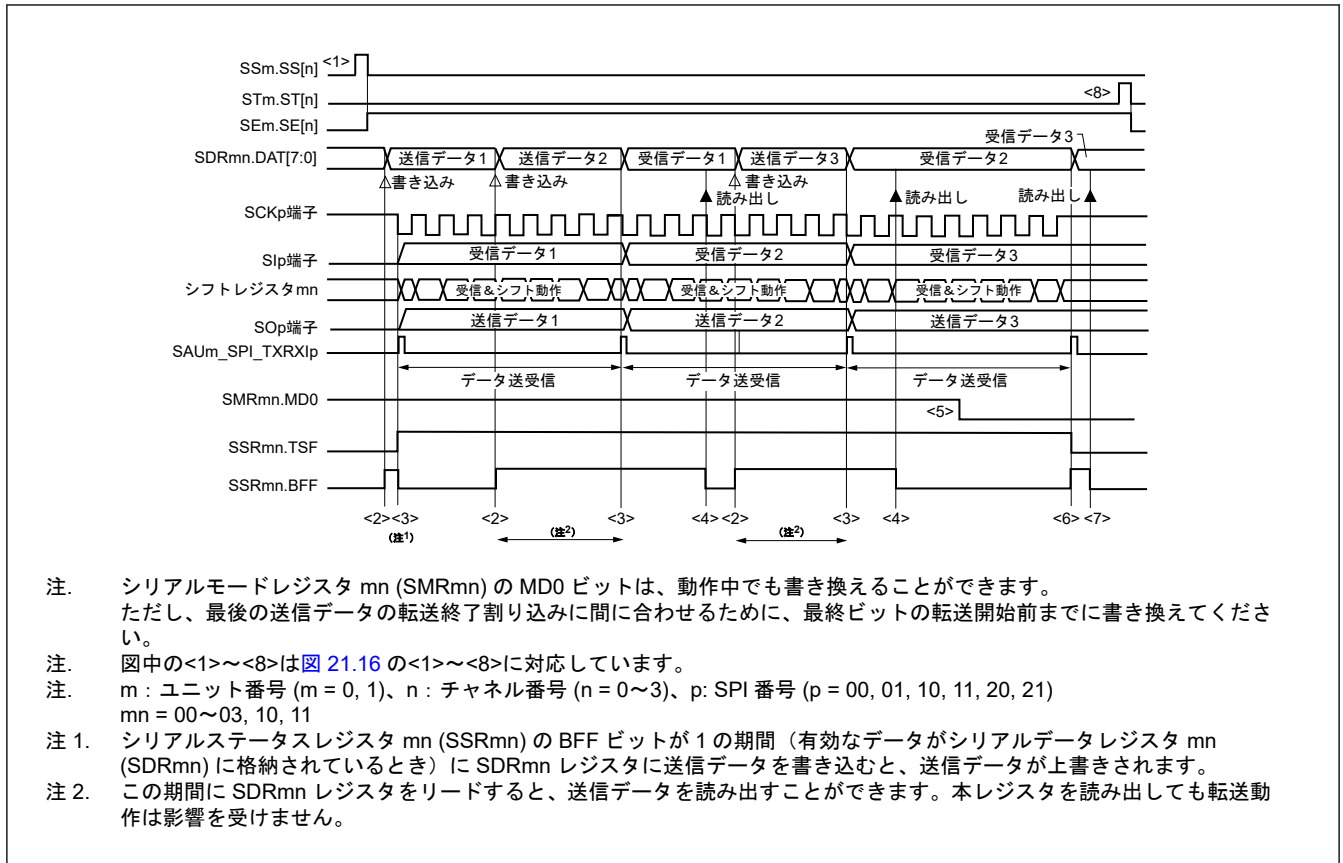 SSm.SS[n] <1>
STm.ST[n] <8>
SEm.SE[n]
受信データ3
SDRmn.DAT[7:0] 送信データ1 送信データ2 受信データ1 送信データ3 受信データ2
△書き込み △書き込み △書き込み
▲読み出し ▲読み出し 読み出し▲
SCKp端子
SIp端子 受信データ1 受信データ2 受信データ3
シフトレジスタmn 受信&シフト動作 受信&シフト動作 受信&シフト動作
SOp端子 送信データ1 送信データ2 送信データ3
SAUm_SPI_TXRXIp
データ送受信 データ送受信 データ送受信
SMRmn.MD0 <5>
SSRmn.TSF
SSRmn.BFF
<2><3> <2> <3> <4><2> <3> <4> <6><7>
(注1) (注2) (注2)
注. シリアルモードレジスタ mn (SMRmn) の MD0 ビットは、動作中でも書き換えることができます。
ただし、最後の送信データの転送終了割り込みに間に合わせるために、最終ビットの転送開始前までに書き換えてくださ
い。
注. 図中の<1>～<8>は図 21.16 の<1>～<8>に対応しています。
注. m：ユニット番号 (m = 0, 1)、n：チャネル番号 (n = 0～3)、p: SPI 番号 (p = 00, 01, 10, 11, 20, 21)
mn = 00～03, 10, 11
注 1. シリアルステータスレジスタ mn (SSRmn) の BFF ビットが 1 の期間（有効なデータがシリアルデータレジスタ mn
(SDRmn) に格納されているとき）に SDRmn レジスタに送信データを書き込むと、送信データが上書きされます。
注 2. この期間に SDRmn レジスタをリードすると、送信データを読み出すことができます。本レジスタを読み出しても転送動
作は影響を受けません。